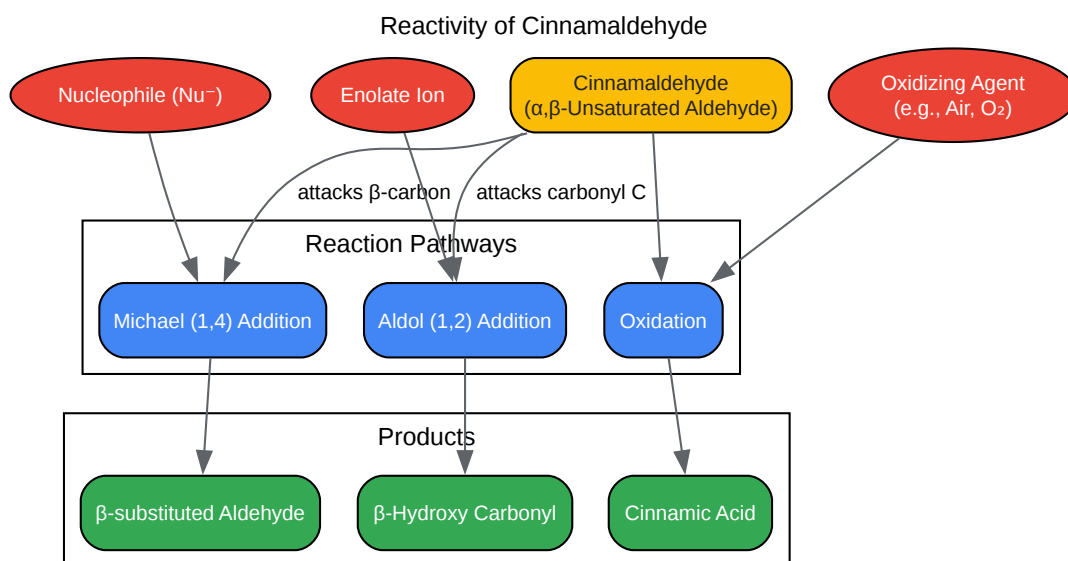 Reactivity of Cinnamaldehyde
Nucleophile (Nu⁻)
Enolate Ion
Cinnamaldehyde
(α,β-Unsaturated Aldehyde)
Oxidizing Agent
(e.g., Air, O₂)
attacks β-carbon
attacks carbonyl C
Reaction Pathways
Michael (1,4) Addition
Aldol (1,2) Addition
Oxidation
Products
β-substituted Aldehyde
β-Hydroxy Carbonyl
Cinnamic Acid